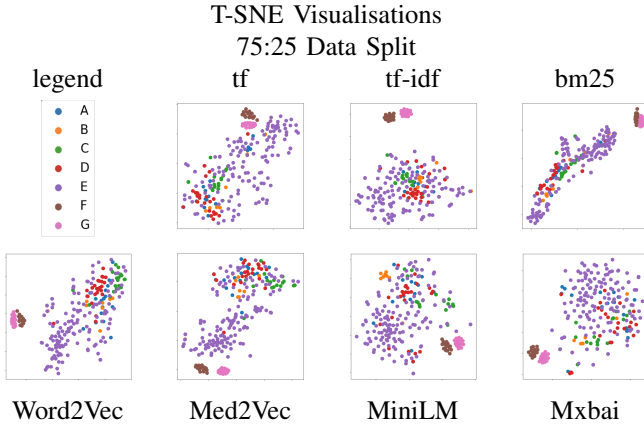 T-SNE Visualisations
75:25 Data Split
legend tf tf-idf bm25
A
B
C
D
E
F
G
Word2Vec Med2Vec MiniLM Mxbai